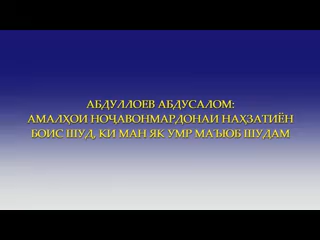 АБДУЛЛОЕВ АБДУСАЛОМ:
АМАЛҲОИ НОҶАВОНМАРДОНАИ НАҲЗАТИЁН
БОИС ШУД, КИ МАН ЯК УМР МАЪЮБ ШУДАМ